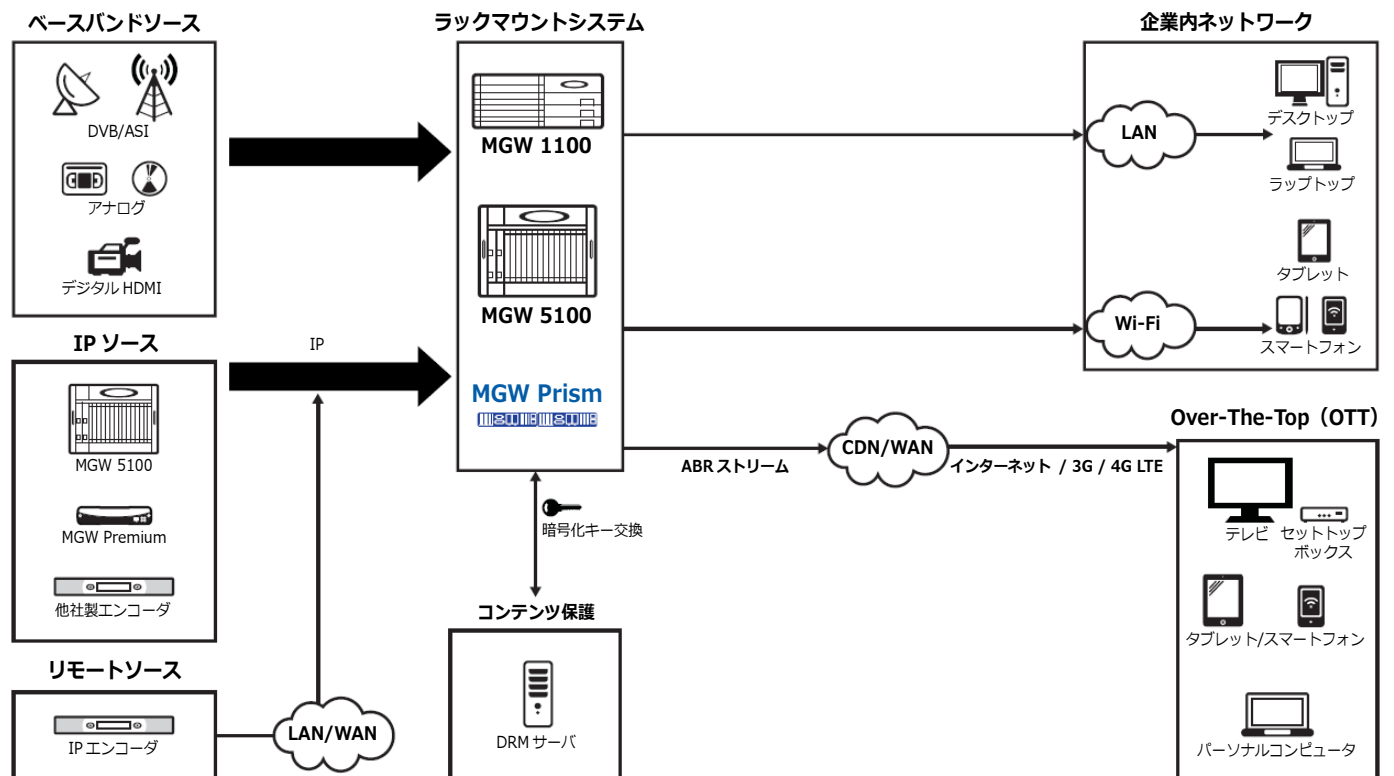 ベースバンドソース
DVB/ASI
アナログ
デジタル HDMI
IP ソース
MGW 5100
MGW Premium
他社製エンコーダ
リモートソース
IP エンコーダ
LAN/WAN
IP
ラックマウントシステム
MGW 1100
MGW 5100
MGW Prism
暗号化キー交換
コンテンツ保護
DRM サーバ
ABR ストリーム
CDN/WAN
インターネット / 3G / 4G LTE
企業内ネットワーク
LAN
デスクトップ
ラップトップ
タブレット
Wi-Fi
スマートフォン
Over-The-Top（OTT）
テレビ
セットトップ
ボックス
タブレット/スマートフォン
パーソナルコンピュータ